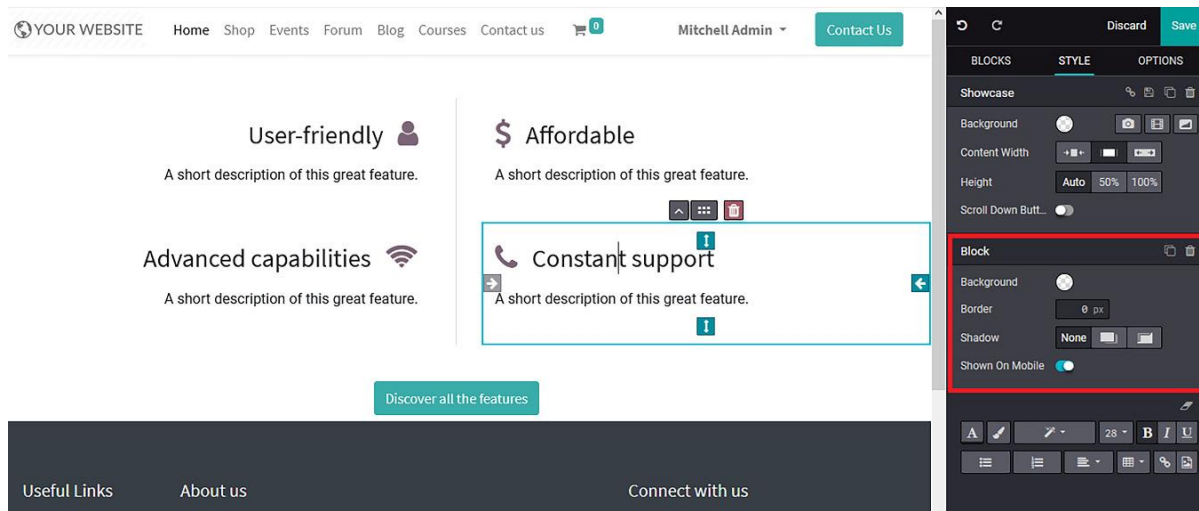 YOUR WEBSITE Home Shop Events Forum Blog Courses Contact us 0 Mitchell Admin Contact Us
User-friendly
A short description of this great feature.
$ Affordable
A short description of this great feature.
Advanced capabilities
A short description of this great feature.
Constant support
A short description of this great feature.
Discover all the features
Useful Links About us Connect with us
Discard Save
BLOCKS STYLE OPTIONS
Showcase
Background
Content Width
Height Auto 50% 100%
Scroll Down Butt...
Block
Background
Border 0 px
Shadow None
Shown On Mobile
A 28 B I U